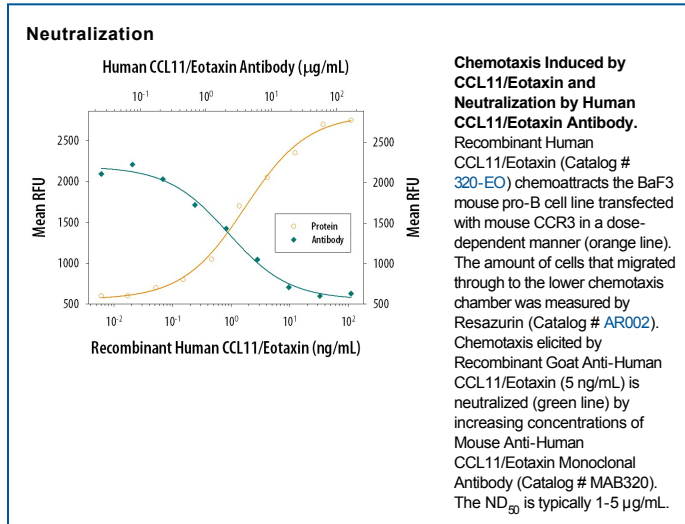 Neutralization
Human CCL11/Eotaxin Antibody (µg/mL)
10⁻¹ 10⁰ 10¹ 10²
2500 2500
2000 2000
1500 1500
1000 1000
500 500
Mean RFU
Mean RFU
Protein
Antibody
10⁻² 10⁻¹ 10⁰ 10¹ 10²
Recombinant Human CCL11/Eotaxin (ng/mL)
Chemotaxis Induced by
CCL11/Eotaxin and
Neutralization by Human
CCL11/Eotaxin Antibody.
Recombinant Human
CCL11/Eotaxin (Catalog #
320-EO) chemoattracts the BaF3
mouse pro-B cell line transfected
with mouse CCR3 in a dose-
dependent manner (orange line).
The amount of cells that migrated
through to the lower chemotaxis
chamber was measured by
Resazurin (Catalog # AR002).
Chemotaxis elicited by
Recombinant Goat Anti-Human
CCL11/Eotaxin (5 ng/mL) is
neutralized (green line) by
increasing concentrations of
Mouse Anti-Human
CCL11/Eotaxin Monoclonal
Antibody (Catalog # MAB320).
The ND₅₀ is typically 1-5 µg/mL.